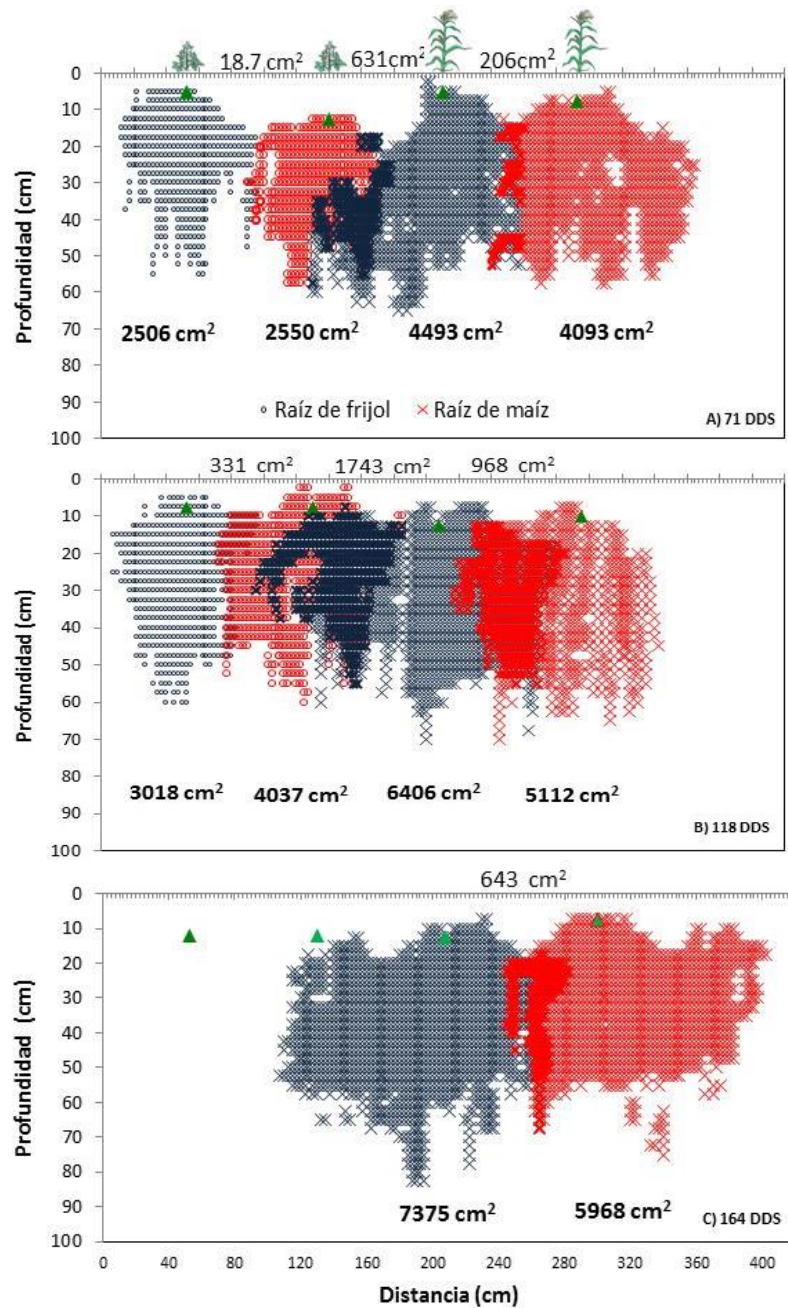 18.7 cm² 631cm² 206cm²
0
10
20
30
40
50
60
70
80
90
100
Profundidad (cm)
2506 cm² 2550 cm² 4493 cm² 4093 cm²
Raíz de frijol Raíz de maíz
A) 71 DDS
331 cm² 1743 cm² 968 cm²
0
10
20
30
40
50
60
70
80
90
100
Profundidad (cm)
3018 cm² 4037 cm² 6406 cm² 5112 cm²
B) 118 DDS
643 cm²
0
10
20
30
40
50
60
70
80
90
100
Profundidad (cm)
7375 cm² 5968 cm²
C) 164 DDS
0 40 80 120 160 200 240 280 320 360 400
Distancia (cm)